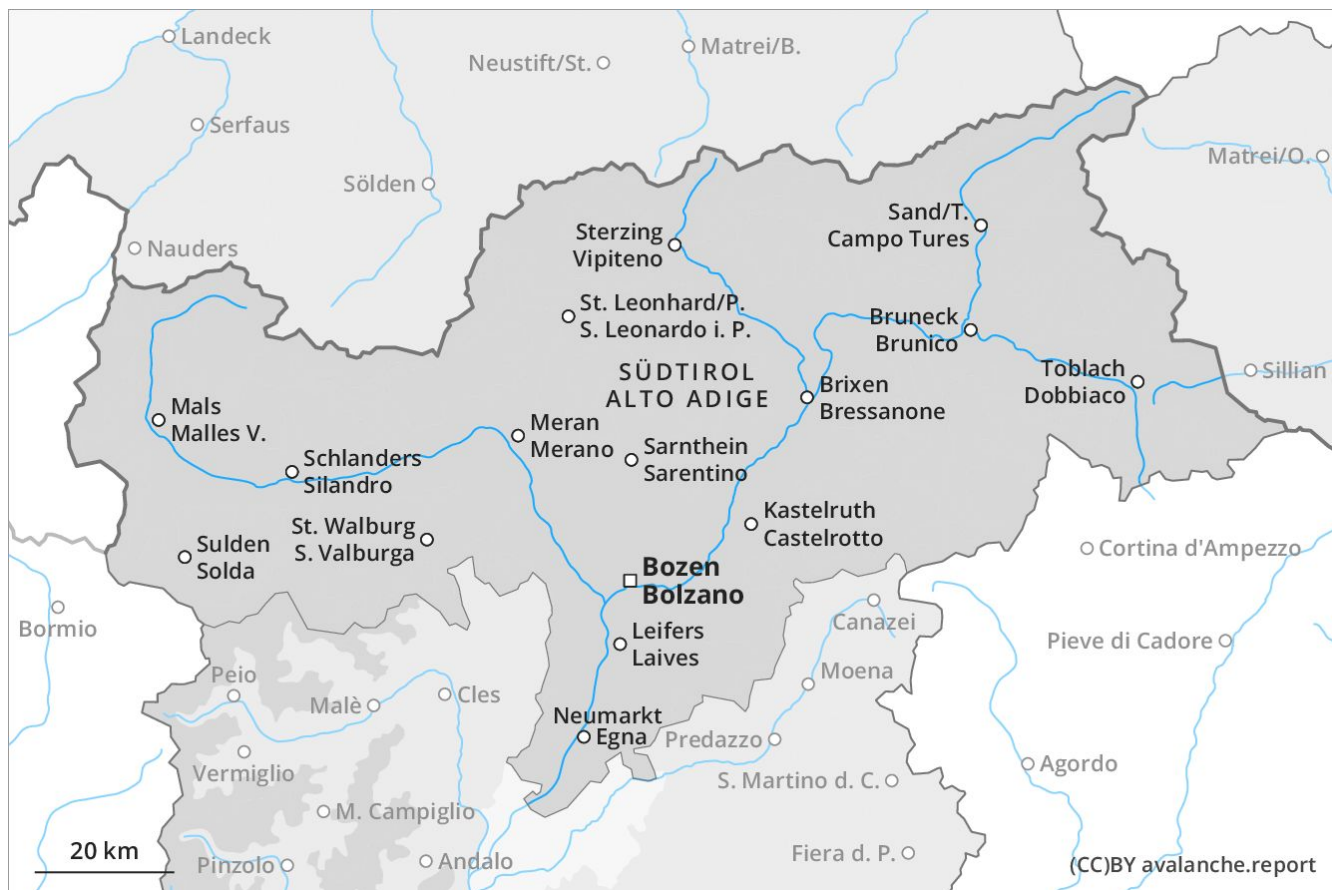 Landeck
Matrei/B.
Neustift/St.
Serfaus
Matrei/O.
Sölden
Sand/T.
Campo Tures
Sterzing
Vipiteno
Nauders
St. Leonhard/P.
S. Leonardo i. P.
Bruneck
Brunico
SÜDTIROL
ALTO ADIGE
Toblach
Dobbiaco
Sillian
Brixen
Bressanone
Mals
Malles V.
Meran
Merano
Sarnthein
Sarentino
Schlanders
Silandro
St. Walburg
S. Valburga
Kastelruth
Castelrotto
Sulden
Solda
Cortina d'Ampezzo
Bozen
Bolzano
Bormio
Canazei
Leifers
Laives
Pieve di Cadore
Peio
Moena
Malè
Cles
Neumarkt
Egna
Predazzo
Vermiglio
Agordo
S. Martino d. C.
M. Campiglio
20 km
Pinzolo
Andalo
Fiera d. P.
(CC)BY avalanche.report